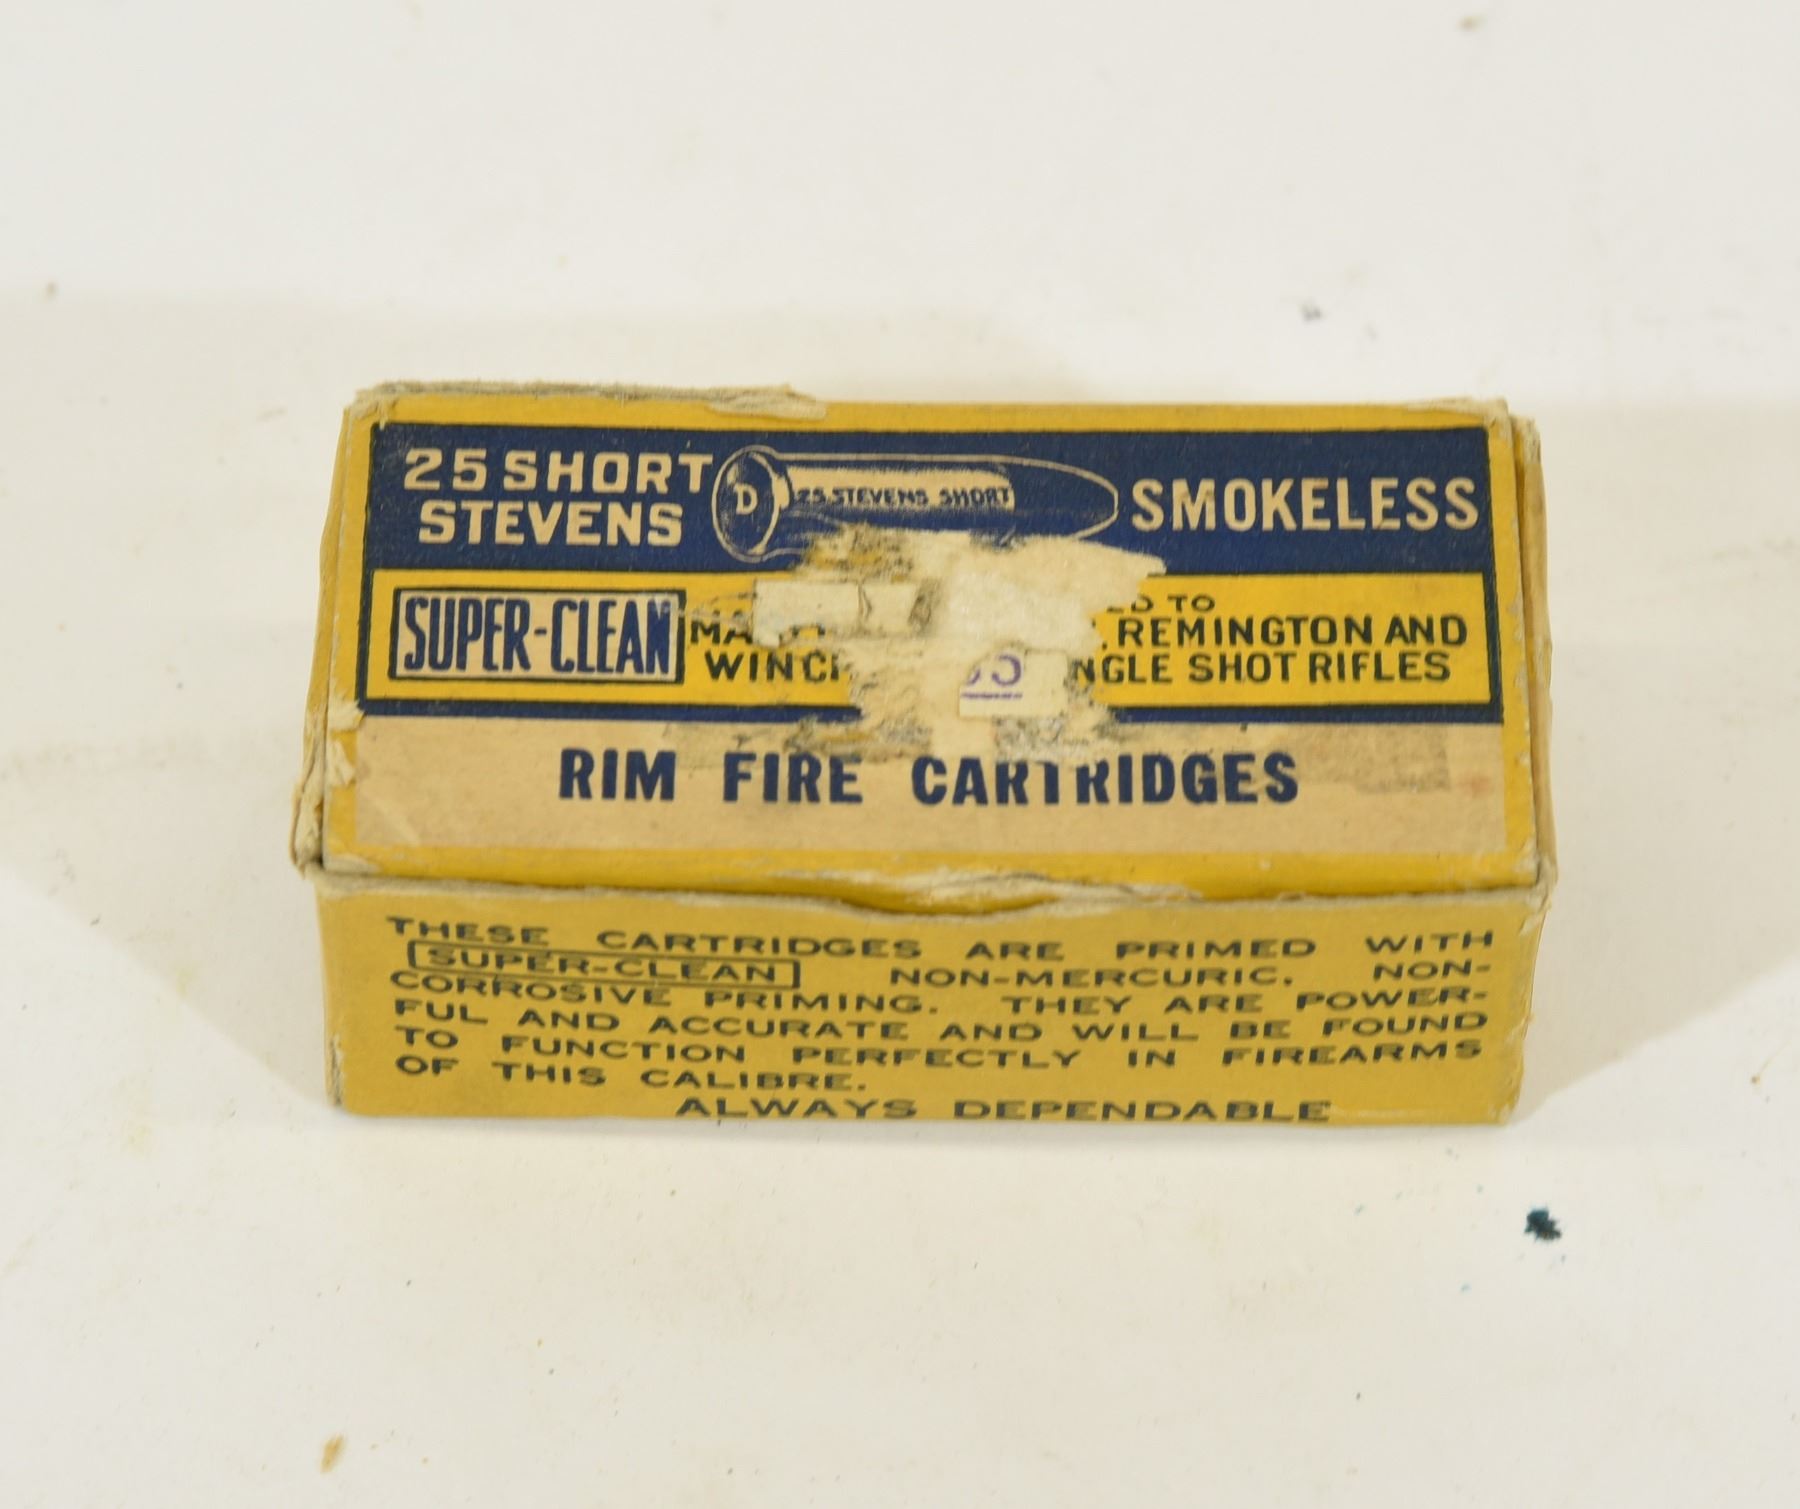 25 SHORT
STEVENS
D
25 STEVENS SHORT
SMOKELESS
SUPER-CLEAN
TO
REMINGTON AND
SHOT RIFLES
RIM FIRE CARTRIDGES
THESE CARTRIDGES ARE PRIMED WITH
SUPER-CLEAN NON-MERCURIC, NON-
CORROSIVE PRIMING. THEY ARE POWER-
FUL AND ACCURATE AND WILL BE FOUND
TO FUNCTION PERFECTLY IN FIREARMS
OF THIS CALIBRE.
ALWAYS DEPENDABLE